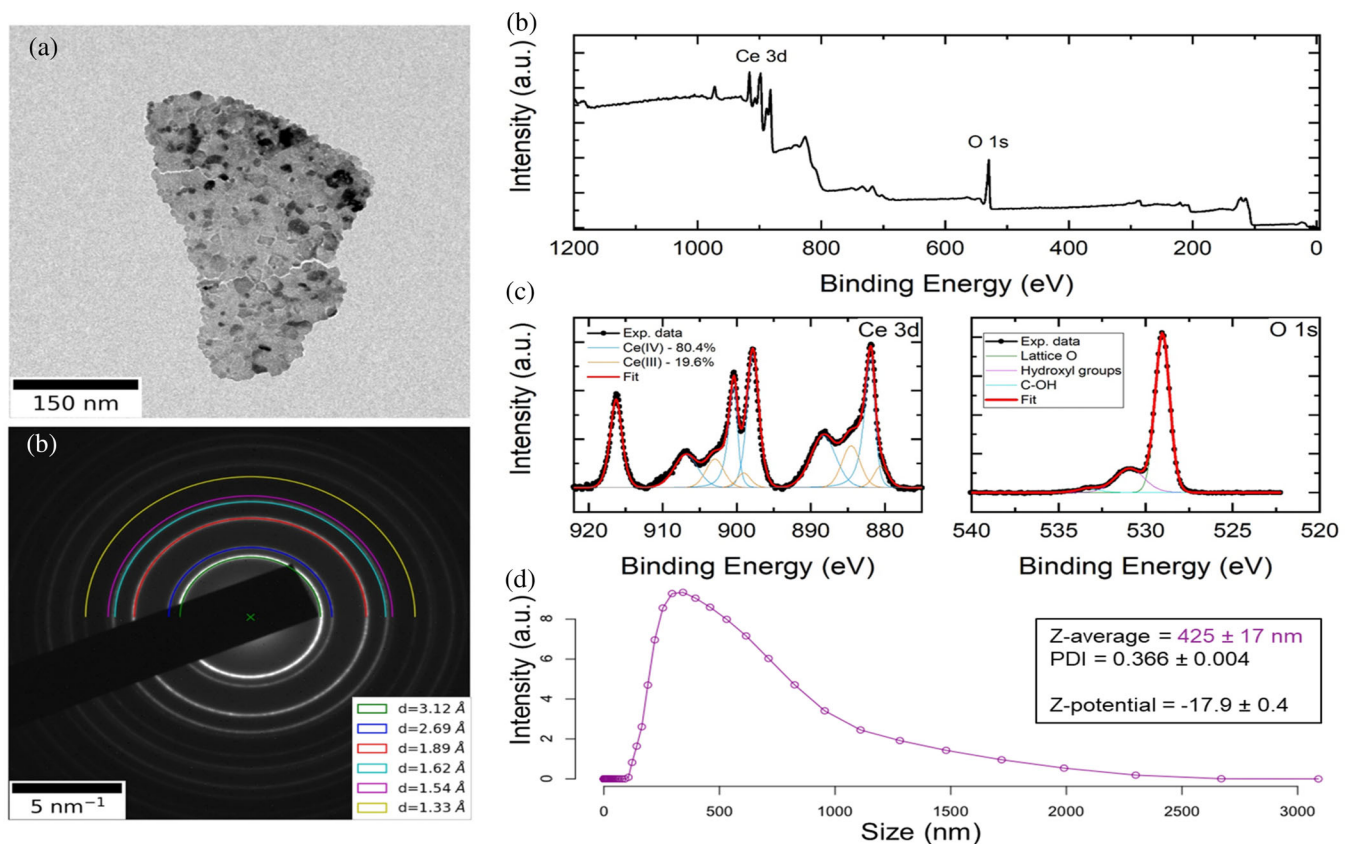 (a)
150 nm
(b)
d=3.12 Å
d=2.69 Å
d=1.89 Å
d=1.62 Å
d=1.54 Å
d=1.33 Å
5 nm⁻¹
(b)
Ce 3d
O 1s
Intensity (a.u.)
1200 1000 800 600 400 200 0
Binding Energy (eV)
(c)
Ce 3d
Exp. data
Ce(IV) - 80.4%
Ce(III) - 19.6%
Fit
Intensity (a.u.)
920 910 900 890 880
Binding Energy (eV)
O 1s
Exp. data
Lattice O
Hydroxyl groups
C-OH
Fit
540 535 530 525 520
Binding Energy (eV)
(d)
Intensity (a.u.)
8
6
4
2
0
Z-average = 425 ± 17 nm
PDI = 0.366 ± 0.004
Z-potential = -17.9 ± 0.4
0 500 1000 1500 2000 2500 3000
Size (nm)